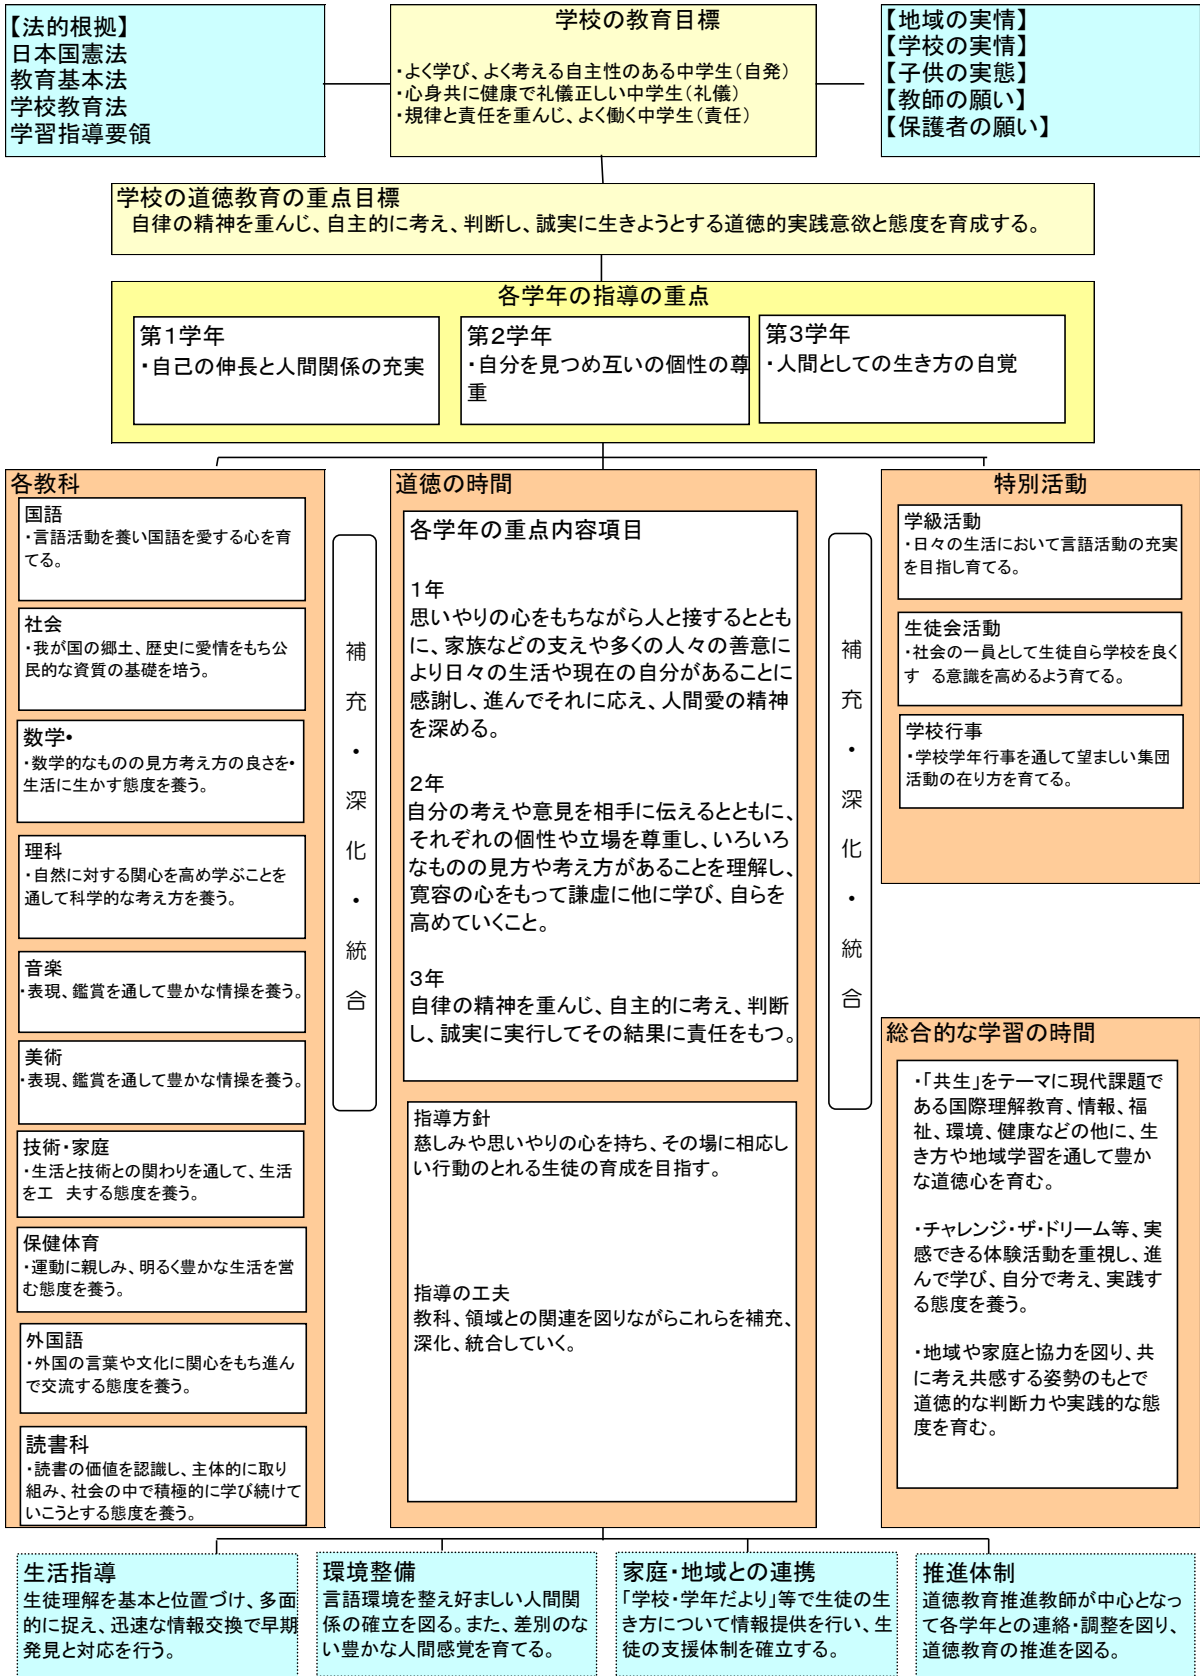 【法的根拠】
日本国憲法
教育基本法
学校教育法
学習指導要領
学校の教育目標
・よく学び、よく考える自主性のある中学生(自発)
・心身共に健康で礼儀正しい中学生(礼儀)
・規律と責任を重んじ、よく働く中学生(責任)
【地域の実情】
【学校の実情】
【子供の実態】
【教師の願い】
【保護者の願い】
学校の道徳教育の重点目標
自律の精神を重んじ、自主的に考え、判断し、誠実に生きようとする道徳的実践意欲と態度を育成する。
各学年の指導の重点
第1学年
・自己の伸長と人間関係の充実
第2学年
・自分を見つめ互いの個性の尊
重
第3学年
・人間としての生き方の自覚
各教科
国語
・言語活動を養い国語を愛する心を育
てる。
社会
・我が国の郷土、歴史に愛情をもち公
民的な資質の基礎を培う。
数学・
・数学的なものの見方考え方の良さを・
生活に生かす態度を養う。
理科
・自然に対する関心を高め学ぶことを
通して科学的な考え方を養う。
音楽
・表現、鑑賞を通して豊かな情操を養う。
美術
・表現、鑑賞を通して豊かな情操を養う。
技術・家庭
・生活と技術との関わりを通して、生活
を工 夫する態度を養う。
保健体育
・運動に親しみ、明るく豊かな生活を営
む態度を養う。
外国語
・外国の言葉や文化に関心をもち進ん
で交流する態度を養う。
読書科
・読書の価値を認識し、主体的に取り
組み、社会の中で積極的に学び続けて
いこうとする態度を養う。
補充・深化・統合
道徳の時間
各学年の重点内容項目
1年
思いやりの心をもちながら人と接するととも
に、家族などの支えや多くの人々の善意に
より日々の生活や現在の自分があることに
感謝し、進んでそれに応え、人間愛の精神
を深める。
2年
自分の考えや意見を相手に伝えるとともに、
それぞれの個性や立場を尊重し、いろいろ
なものの見方や考え方があることを理解し、
寛容の心をもって謙虚に他に学び、自らを
高めていくこと。
3年
自律の精神を重んじ、自主的に考え、判断
し、誠実に実行してその結果に責任をもつ。
指導方針
慈しみや思いやりの心を持ち、その場に相応し
い行動のとれる生徒の育成を目指す。
指導の工夫
教科、領域との関連を図りながらこれらを補充、
深化、統合していく。
補充・深化・統合
特別活動
学級活動
・日々の生活において言語活動の充実
を目指し育てる。
生徒会活動
・社会の一員として生徒自ら学校を良く
す る意識を高めるよう育てる。
学校行事
・学校学年行事を通して望ましい集団
活動の在り方を育てる。
総合的な学習の時間
・「共生」をテーマに現代課題で
ある国際理解教育、情報、福
祉、環境、健康などの他に、生
き方や地域学習を通して豊か
な道徳心を育む。
・チャレンジ・ザ・ドリーム等、実
感できる体験活動を重視し、進
んで学び、自分で考え、実践す
る態度を養う。
・地域や家庭と協力を図り、共
に考え共感する姿勢のもとで
道徳的な判断力や実践的な態
度を育む。
生活指導
生徒理解を基本と位置づけ、多面
的に捉え、迅速な情報交換で早期
発見と対応を行う。
環境整備
言語環境を整え好ましい人間関
係の確立を図る。また、差別のな
い豊かな人間感覚を育てる。
家庭・地域との連携
「学校・学年だより」等で生徒の生
き方について情報提供を行い、生
徒の支援体制を確立する。
推進体制
道徳教育推進教師が中心となっ
て各学年との連絡・調整を図り、
道徳教育の推進を図る。